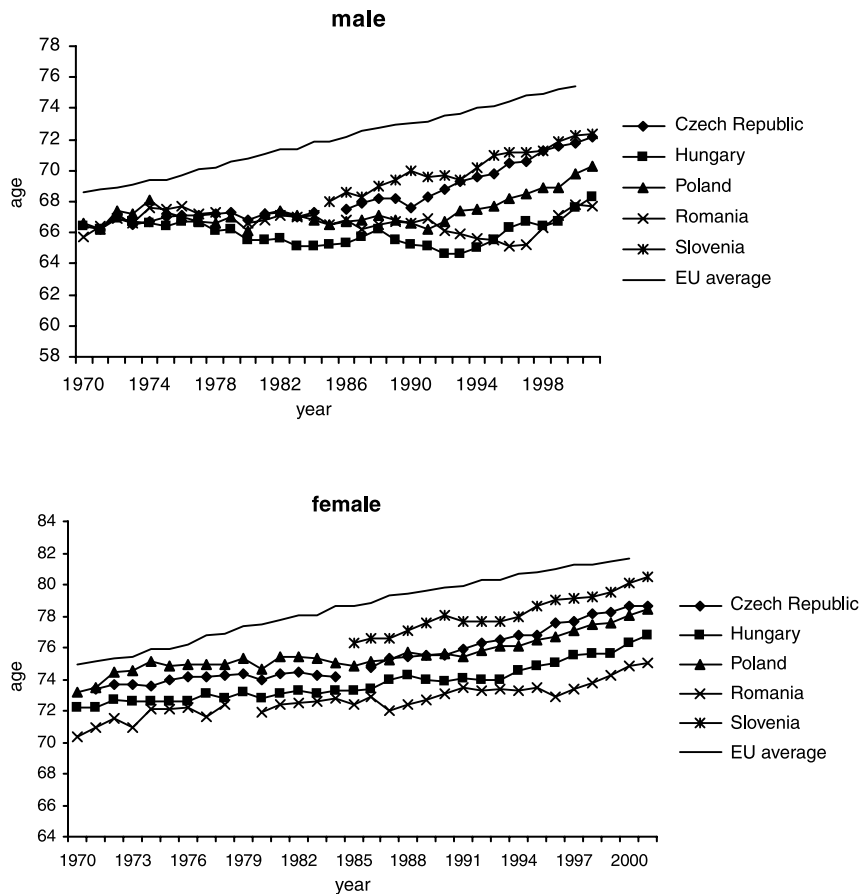 male
78
76
74
72
70
68
66
64
62
60
58
age
1970 1974 1978 1982 1986 1990 1994 1998
year
Czech Republic
Hungary
Poland
Romania
Slovenia
EU average
female
84
82
80
78
76
74
72
70
68
66
64
age
1970 1973 1976 1979 1982 1985 1988 1991 1994 1997 2000
year
Czech Republic
Hungary
Poland
Romania
Slovenia
EU average